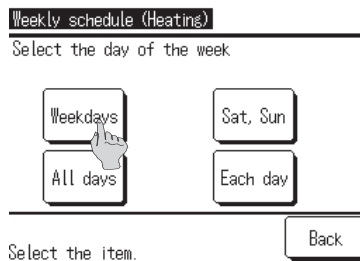 Weekly schedule (Heating)
Select the day of the week
Weekdays Sat, Sun
All days Each day
Back
Select the item.